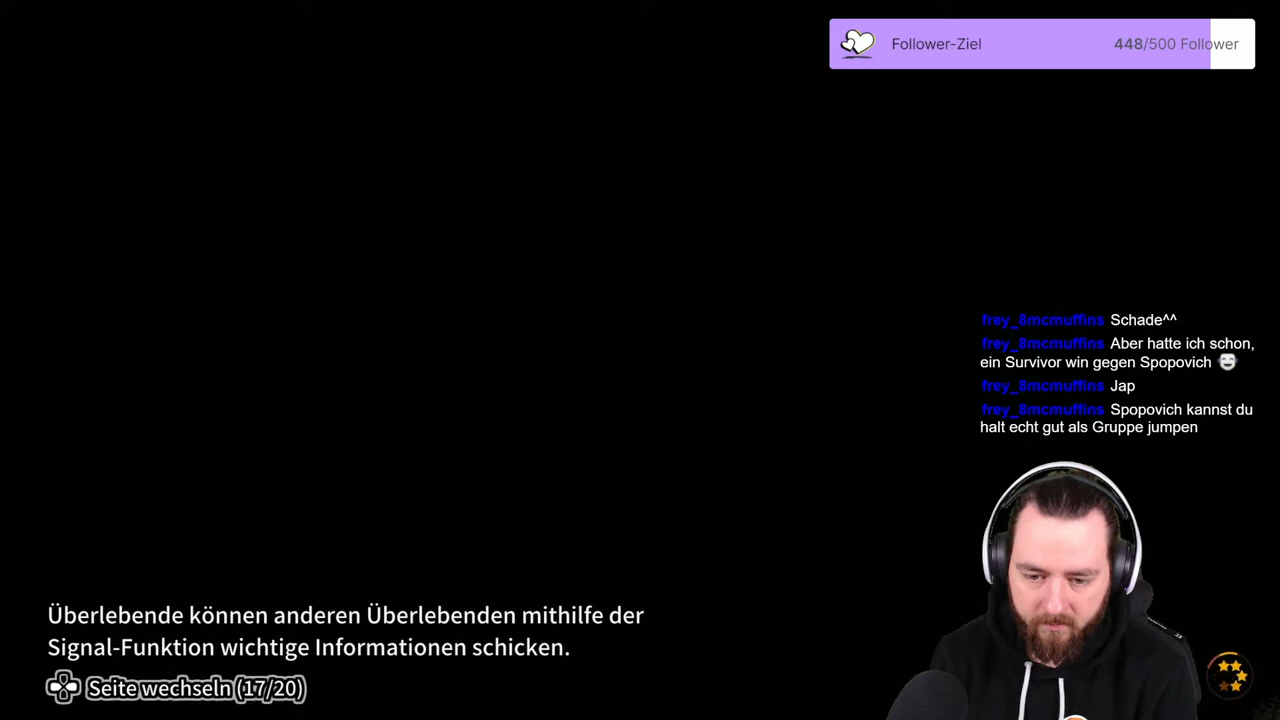 Follower-Ziel 448/500 Follower
frey_8mcmuffins Schade^^
frey_8mcmuffins Aber hatte ich schon,
ein Survivor win gegen Spopovich
frey_8mcmuffins Jap
frey_8mcmuffins Spopovich kannst du
halt echt gut als Gruppe jumpen
Überlebende können anderen Überlebenden mithilfe der
Signal-Funktion wichtige Informationen schicken.
Seite wechseln (17/20)